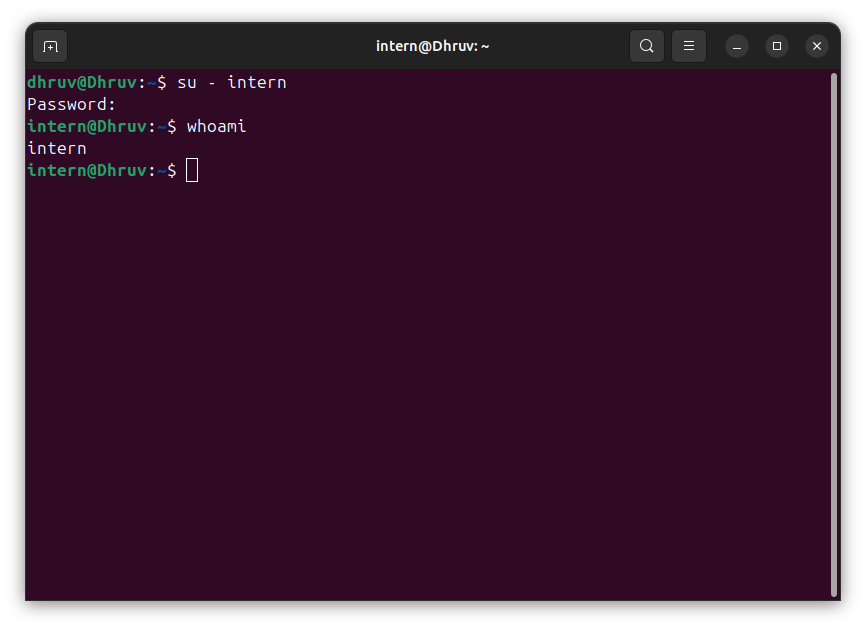 intern@Dhruv: ~
dhruv@Dhruv:~$ su - intern
Password:
intern@Dhruv:~$ whoami
intern
intern@Dhruv:~$